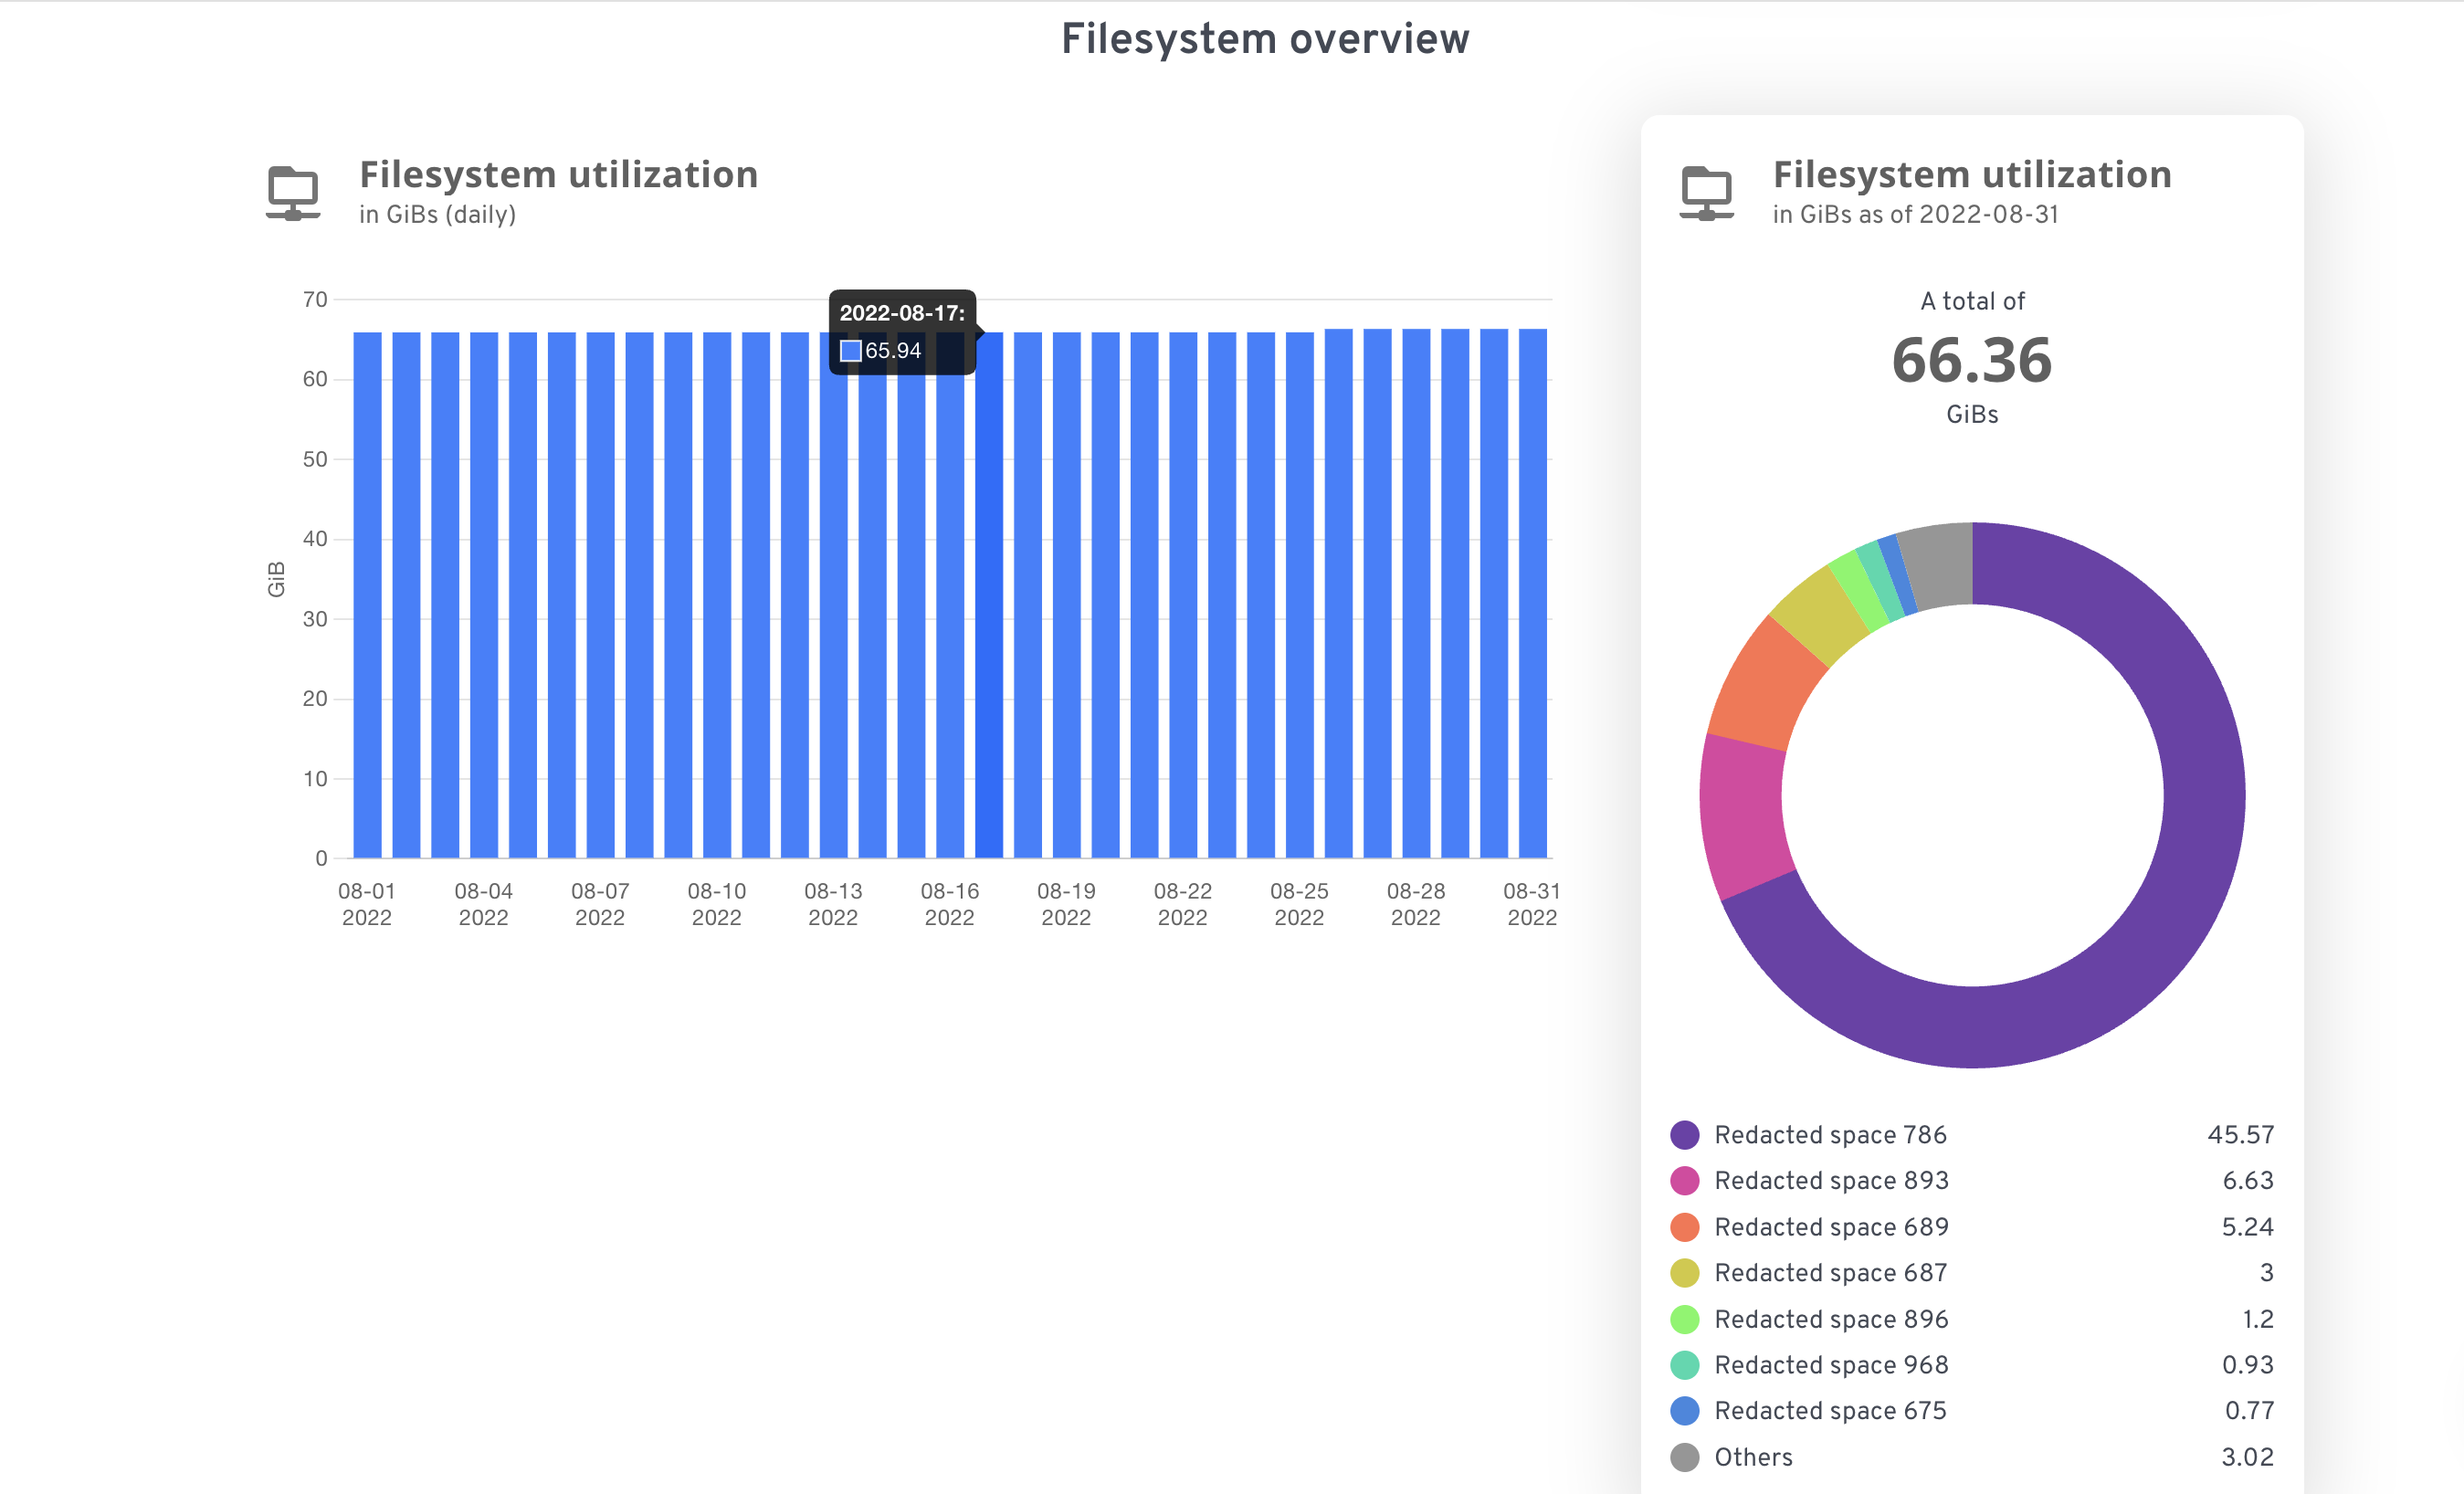 Filesystem overview
Filesystem utilization
in GiBs (daily)
70
60
50
40
30
20
10
0
GiB
2022-08-17:
65.94
08-01 08-04 08-07 08-10 08-13 08-16 08-19 08-22 08-25 08-28 08-31
2022 2022 2022 2022 2022 2022 2022 2022 2022 2022 2022
Filesystem utilization
in GiBs as of 2022-08-31
A total of
66.36
GiBs
Redacted space 786 45.57
Redacted space 893 6.63
Redacted space 689 5.24
Redacted space 687 3
Redacted space 896 1.2
Redacted space 968 0.93
Redacted space 675 0.77
Others 3.02